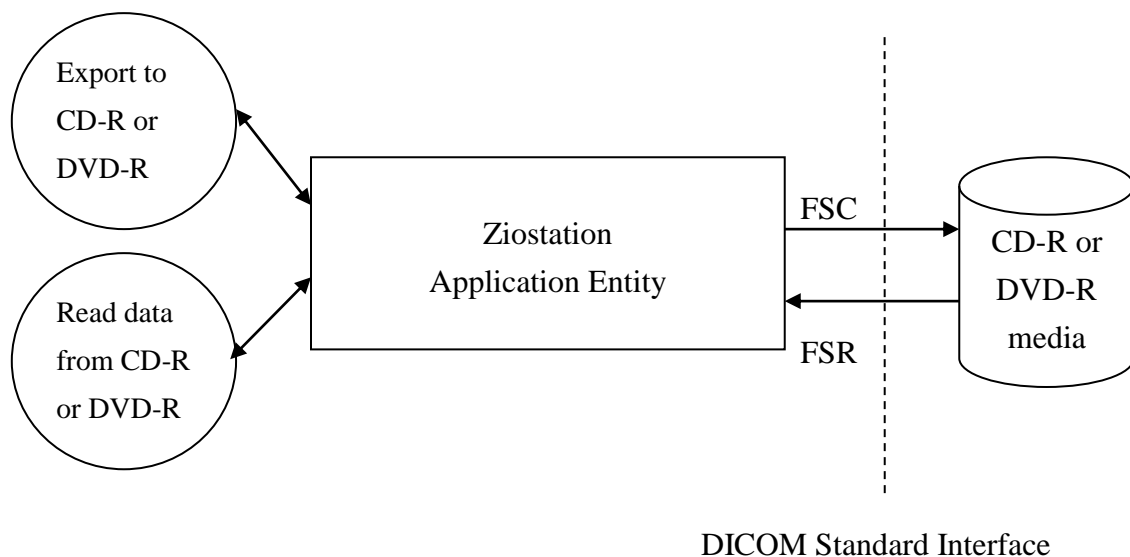 Export to
CD-R or
DVD-R
Read data
from CD-R
or DVD-R
Ziostation
Application Entity
FSC
FSR
CD-R or
DVD-R
media
DICOM Standard Interface